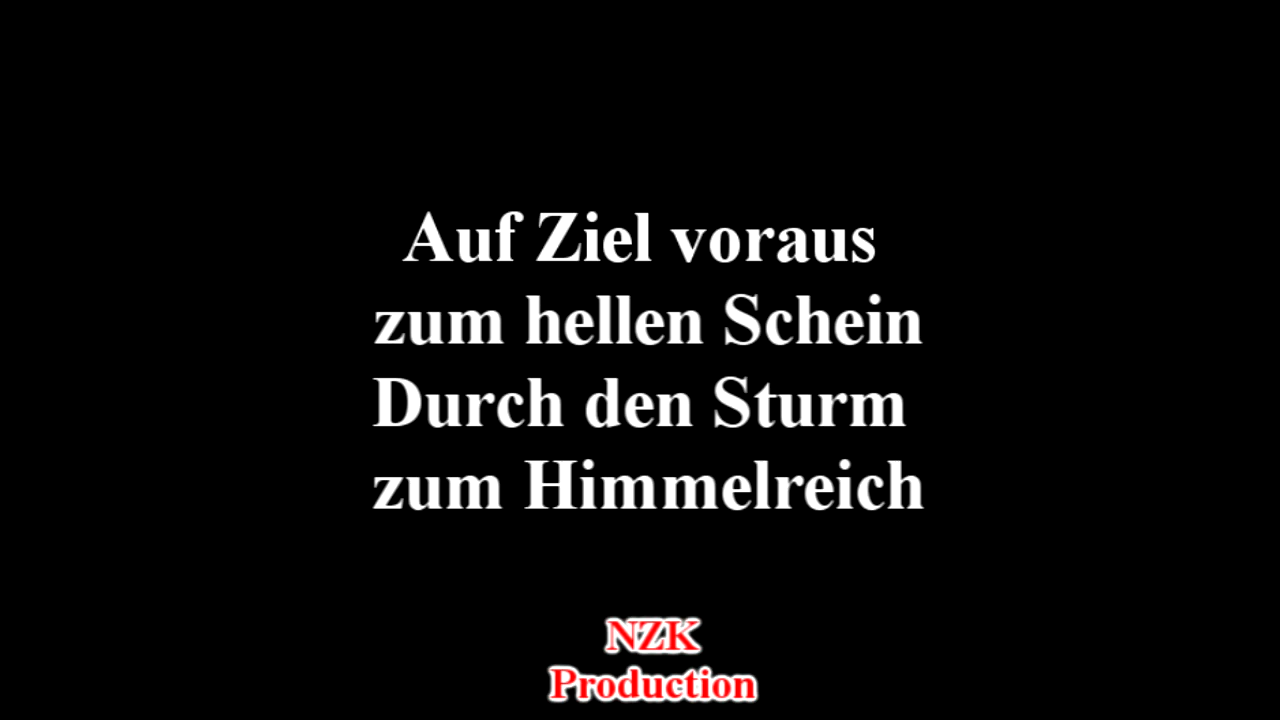 Auf Ziel voraus
zum hellen Schein
Durch den Sturm
zum Himmelreich
NZK
Production